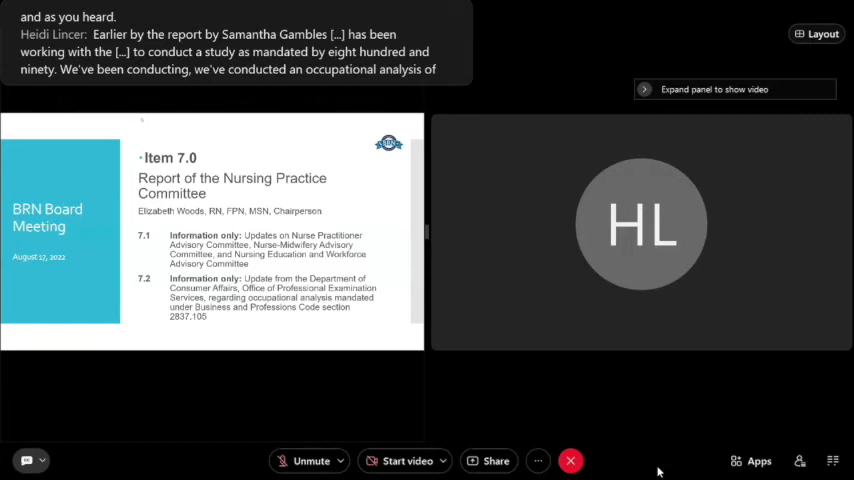 and as you heard.
Heidi Lincer: Earlier by the report by Samantha Gambles [...] has been
working with the [...] to conduct a study as mandated by eight hundred and
ninety. We've been conducting, we've conducted an occupational analysis of
Layout
Expand panel to show video
BRN Board
Meeting
August 17, 2022
BRN
•Item 7.0
Report of the Nursing Practice
Committee
Elizabeth Woods, RN, FPN, MSN, Chairperson
7.1 Information only: Updates on Nurse Practitioner
Advisory Committee, Nurse-Midwifery Advisory
Committee, and Nursing Education and Workforce
Advisory Committee
7.2 Information only: Update from the Department of
Consumer Affairs, Office of Professional Examination
Services, regarding occupational analysis mandated
under Business and Professions Code section
2837.105
HL
Unmute
Start video
Share
Apps